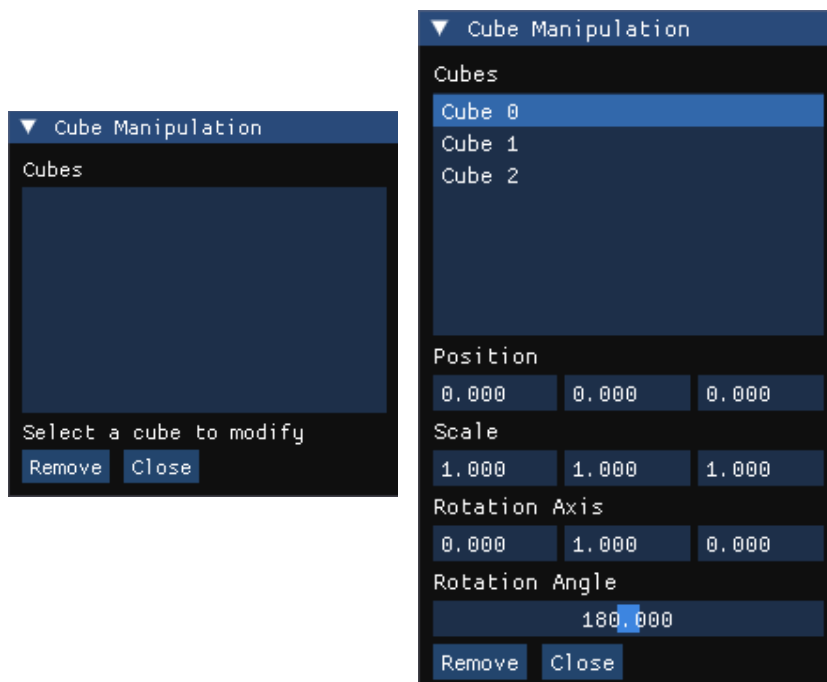 Cube Manipulation
Cubes
Select a cube to modify
Remove Close
Cube Manipulation
Cubes
Cube 0
Cube 1
Cube 2
Position
0.000 0.000 0.000
Scale
1.000 1.000 1.000
Rotation Axis
0.000 1.000 0.000
Rotation Angle
180.000
Remove Close